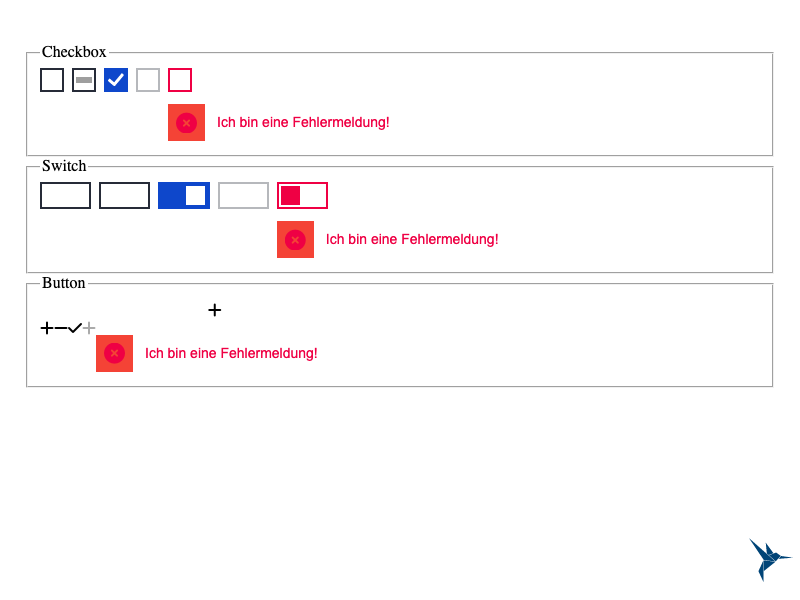 Checkbox
Ich bin eine Fehlermeldung!
Switch
Ich bin eine Fehlermeldung!
Button
Ich bin eine Fehlermeldung!